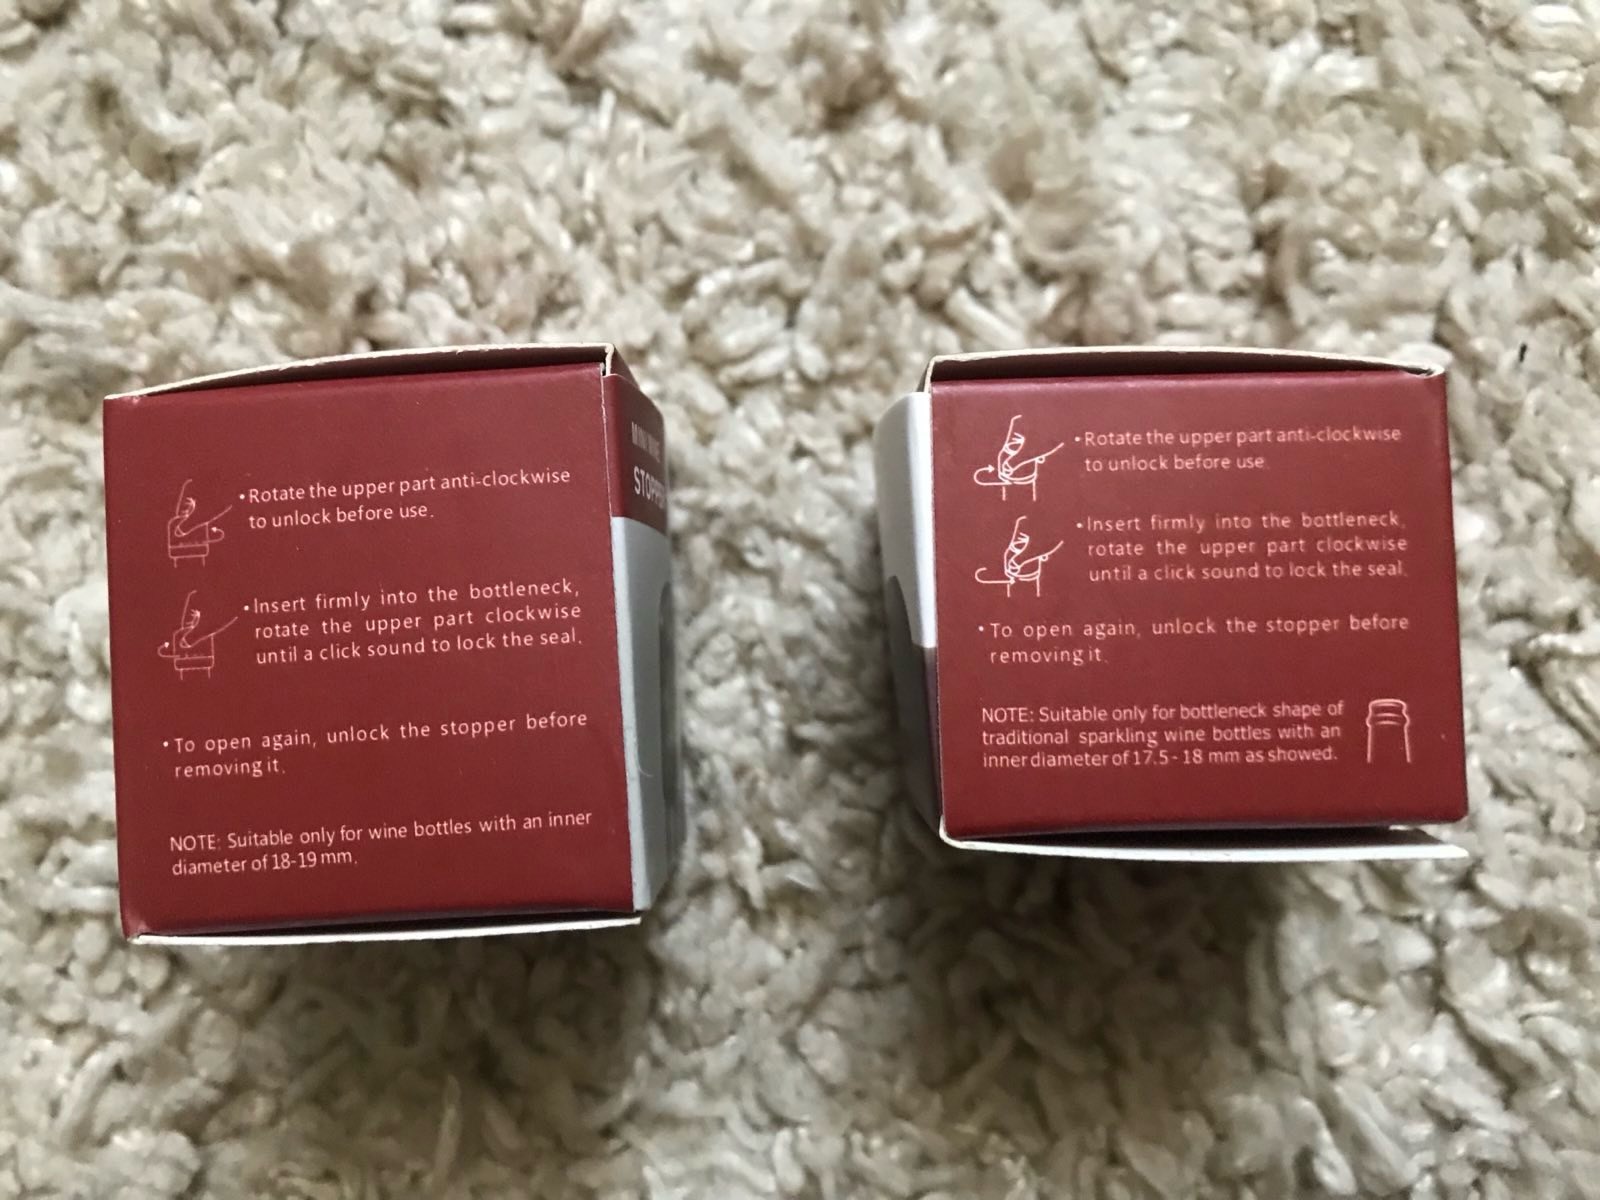 • Rotate the upper part anti-clockwise
to unlock before use.
• Insert firmly into the bottleneck,
rotate the upper part clockwise
until a click sound to lock the seal.
• To open again, unlock the stopper before
removing it.
NOTE: Suitable only for wine bottles with an inner
diameter of 18-19 mm.
MINI WINE
STOPPER
• Rotate the upper part anti-clockwise
to unlock before use.
• Insert firmly into the bottleneck,
rotate the upper part clockwise
until a click sound to lock the seal.
• To open again, unlock the stopper before
removing it.
NOTE: Suitable only for bottleneck shape of
traditional sparkling wine bottles with an
inner diameter of 17.5 - 18 mm as showed.